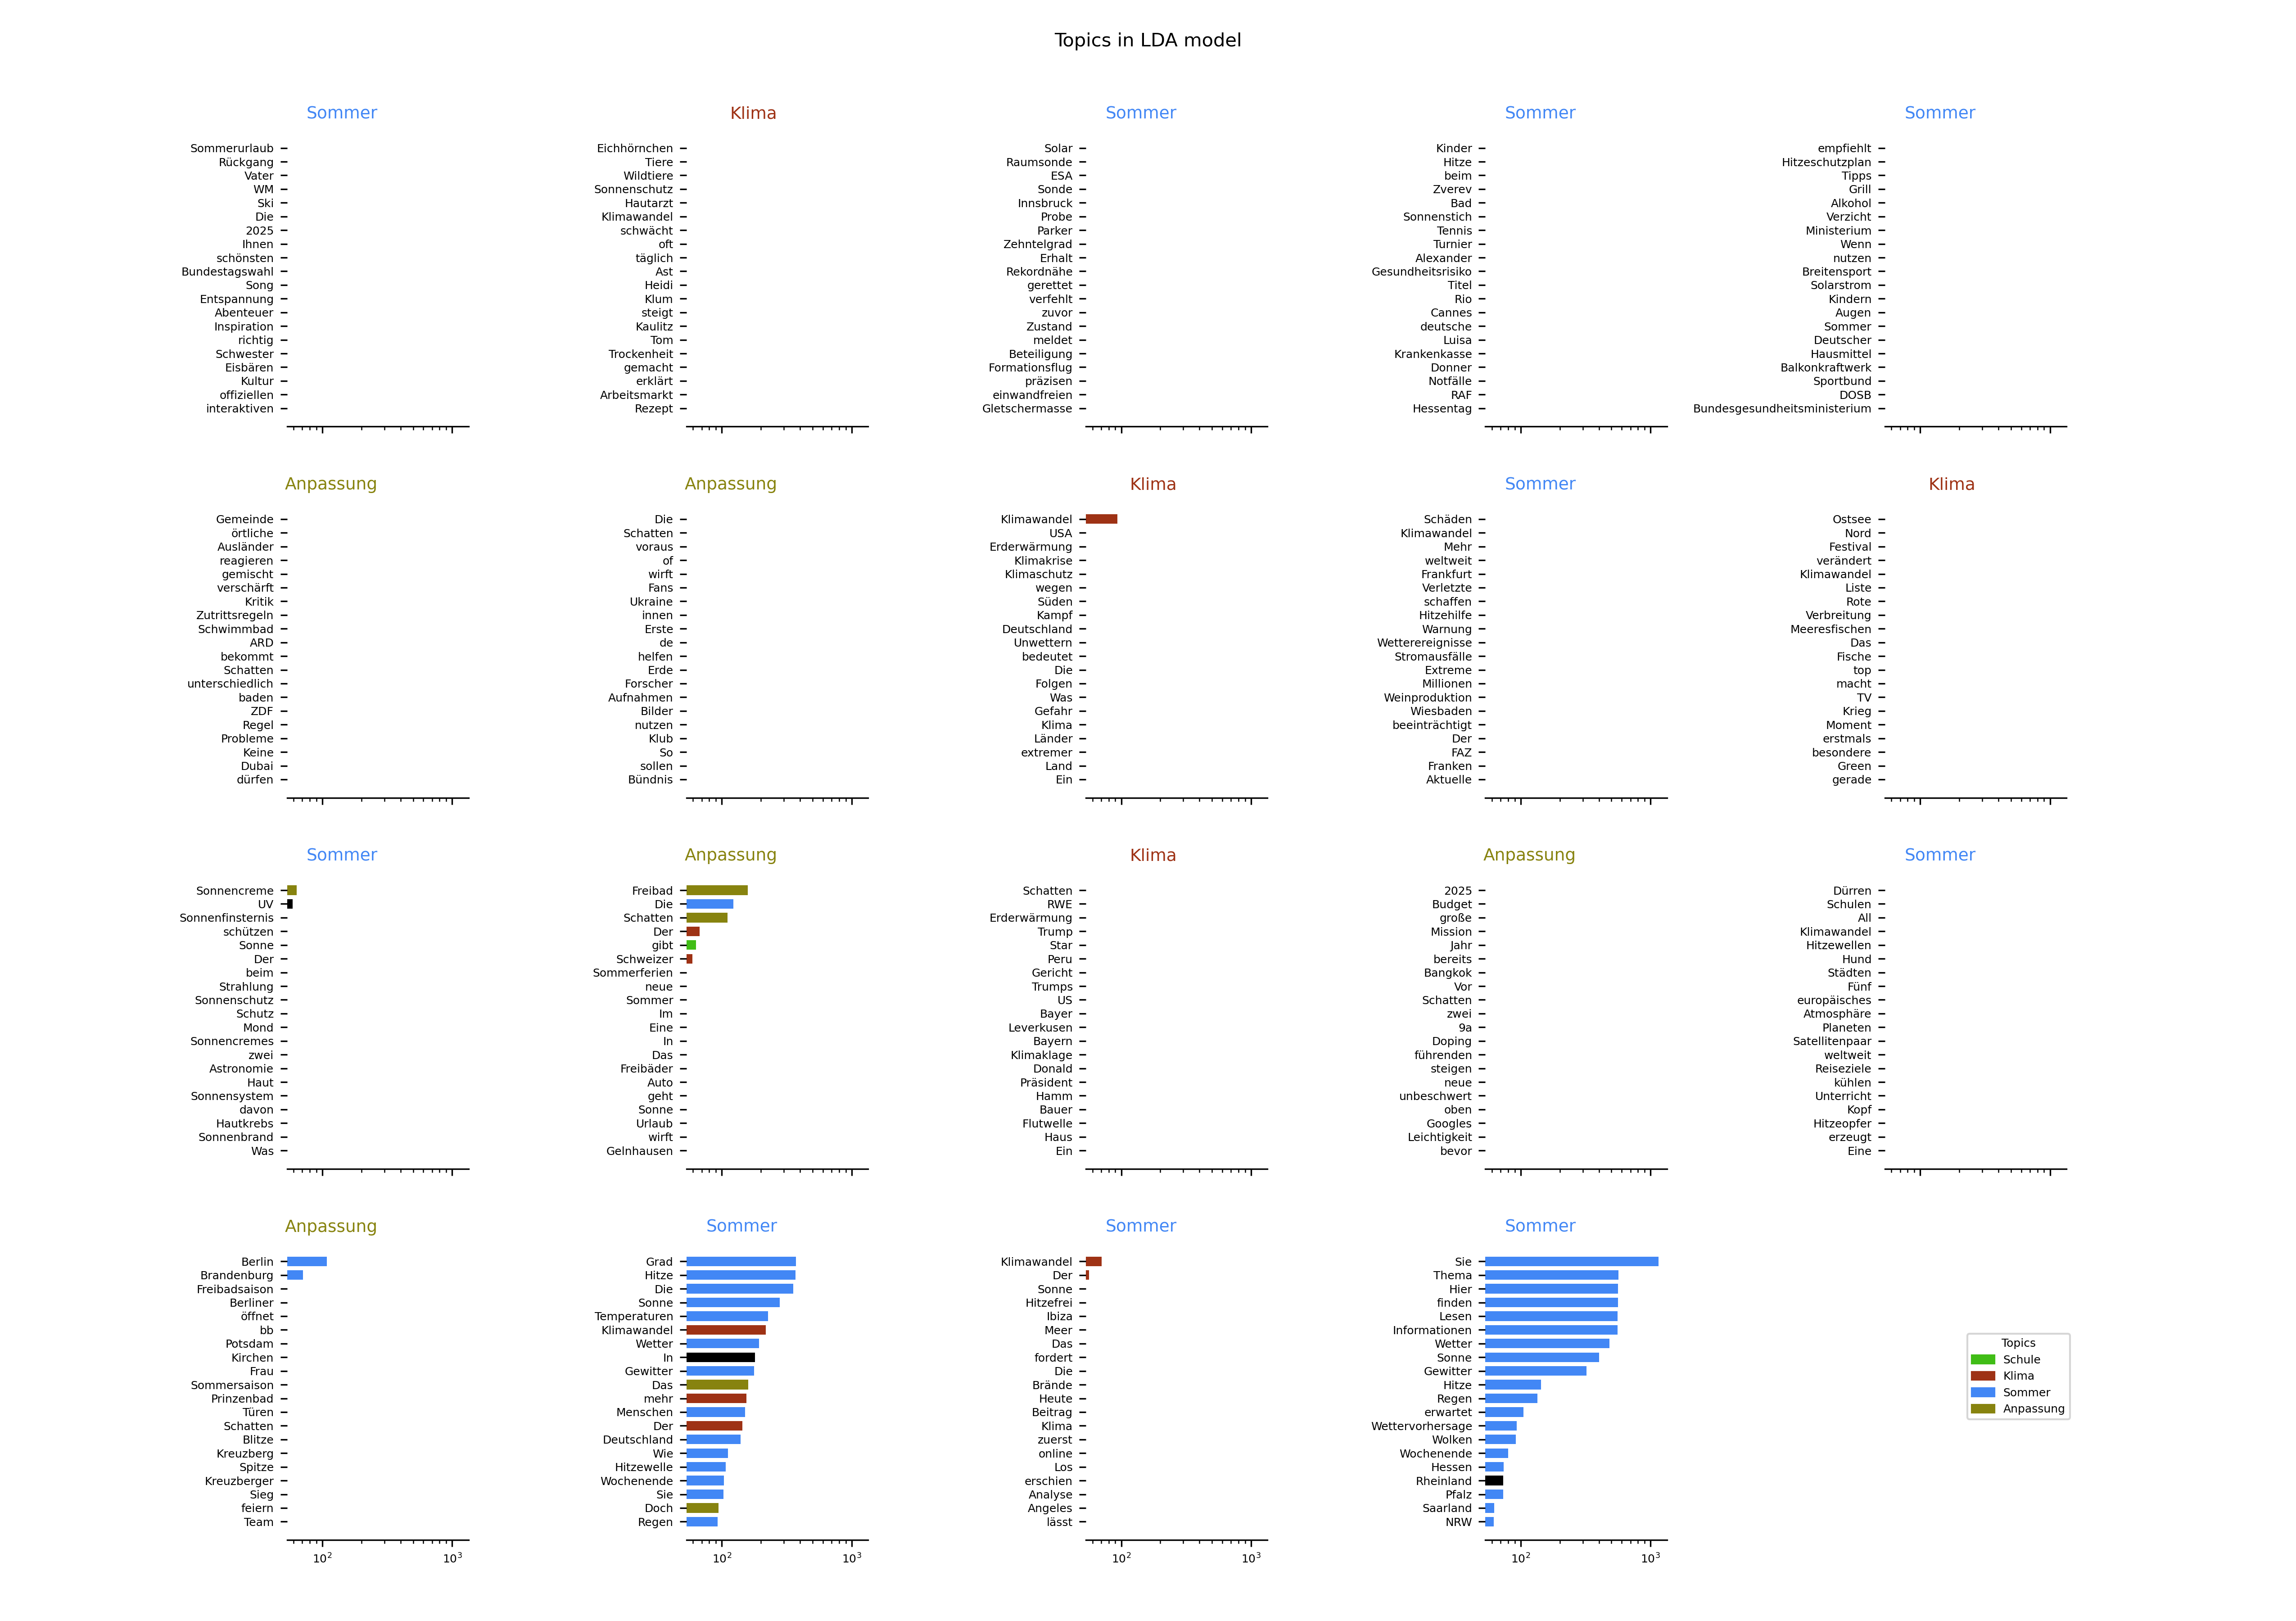 Topics in LDA model
Sommer
Sommerurlaub
Rückgang
Vater
WM
Ski
Die
2025
Ihnen
schönsten
Bundestagswahl
Song
Entspannung
Abenteuer
Inspiration
richtig
Schwester
Eisbären
Kultur
offiziellen
interaktiven
Klima
Eichhörnchen
Tiere
Wildtiere
Sonnenschutz
Hautarzt
Klimawandel
schwächt
oft
täglich
Ast
Heidi
Klum
steigt
Kaulitz
Tom
Trockenheit
gemacht
erklärt
Arbeitsmarkt
Rezept
Sommer
Solar
Raumsonde
ESA
Sonde
Innsbruck
Probe
Parker
Zehntelgrad
Erhalt
Rekordnähe
gerettet
verfehlt
zuvor
Zustand
meldet
Beteiligung
Formationsflug
präzisen
einwandfreien
Gletschermasse
Sommer
Kinder
Hitze
beim
Zverev
Bad
Sonnenstich
Tennis
Turnier
Alexander
Gesundheitsrisiko
Titel
Rio
Cannes
deutsche
Luisa
Krankenkasse
Donner
Notfälle
RAF
Hessentag
Sommer
empfiehlt
Hitzeschutzplan
Tipps
Grill
Alkohol
Verzicht
Ministerium
Wenn
nutzen
Breitensport
Solarstrom
Kindern
Augen
Sommer
Deutscher
Hausmittel
Balkonkraftwerk
Sportbund
DOSB
Bundesgesundheitsministerium
Anpassung
Gemeinde
örtliche
Ausländer
reagieren
gemischt
verschärft
Kritik
Zutrittsregeln
Schwimmbad
ARD
bekommt
Schatten
unterschiedlich
baden
ZDF
Regel
Probleme
Keine
Dubai
dürfen
Anpassung
Die
Schatten
voraus
of
wirft
Fans
Ukraine
innen
Erste
de
helfen
Erde
Forscher
Aufnahmen
Bilder
nutzen
Klub
So
sollen
Bündnis
Klima
Klimawandel
USA
Erderwärmung
Klimakrise
Klimaschutz
wegen
Süden
Kampf
Deutschland
Unwettern
bedeutet
Die
Folgen
Was
Gefahr
Klima
Länder
extremer
Land
Ein
Sommer
Schäden
Klimawandel
Mehr
weltweit
Frankfurt
Verletzte
schaffen
Hitzehilfe
Warnung
Wetterereignisse
Stromausfälle
Extreme
Millionen
Weinproduktion
Wiesbaden
beeinträchtigt
Der
FAZ
Franken
Aktuelle
Klima
Ostsee
Nord
Festival
verändert
Klimawandel
Liste
Rote
Verbreitung
Meeresfischen
Das
Fische
top
macht
TV
Krieg
Moment
erstmals
besondere
Green
gerade
Sommer
Sonnencreme
UV
Sonnenfinsternis
schützen
Sonne
Der
beim
Strahlung
Sonnenschutz
Schutz
Mond
Sonnencremes
zwei
Astronomie
Haut
Sonnensystem
davon
Hautkrebs
Sonnenbrand
Was
Anpassung
Freibad
Die
Schatten
Der
gibt
Schweizer
Sommerferien
neue
Sommer
Im
Eine
In
Das
Freibäder
Auto
geht
Sonne
Urlaub
wirft
Gelnhausen
Klima
Schatten
RWE
Erderwärmung
Trump
Star
Peru
Gericht
Trumps
US
Bayer
Leverkusen
Bayern
Klimaklage
Donald
Präsident
Hamm
Bauer
Flutwelle
Haus
Ein
Anpassung
2025
Budget
große
Mission
Jahr
bereits
Bangkok
Vor
Schatten
zwei
9a
Doping
führenden
steigen
neue
unbeschwert
oben
Googles
Leichtigkeit
bevor
Sommer
Dürren
Schulen
All
Klimawandel
Hitzewellen
Hund
Städten
Fünf
europäisches
Atmosphäre
Planeten
Satellitenpaar
weltweit
Reiseziele
kühlen
Unterricht
Kopf
Hitzeopfer
erzeugt
Eine
Anpassung
Berlin
Brandenburg
Freibadsaison
Berliner
öffnet
bb
Potsdam
Kirchen
Frau
Sommersaison
Prinzenbad
Türen
Schatten
Blitze
Kreuzberg
Spitze
Kreuzberger
Sieg
feiern
Team
10²
10³
Sommer
Grad
Hitze
Die
Sonne
Temperaturen
Klimawandel
Wetter
In
Gewitter
Das
mehr
Menschen
Der
Deutschland
Wie
Hitzewelle
Wochenende
Sie
Doch
Regen
10²
10³
Sommer
Klimawandel
Der
Sonne
Hitzefrei
Ibiza
Meer
Das
fordert
Die
Brände
Heute
Beitrag
Klima
zuerst
online
Los
erschien
Analyse
Angeles
lässt
10²
10³
Sommer
Sie
Thema
Hier
finden
Lesen
Informationen
Wetter
Sonne
Gewitter
Hitze
Regen
erwartet
Wettervorhersage
Wolken
Wochenende
Hessen
Rheinland
Pfalz
Saarland
NRW
10²
10³
Topics
Schule
Klima
Sommer
Anpassung